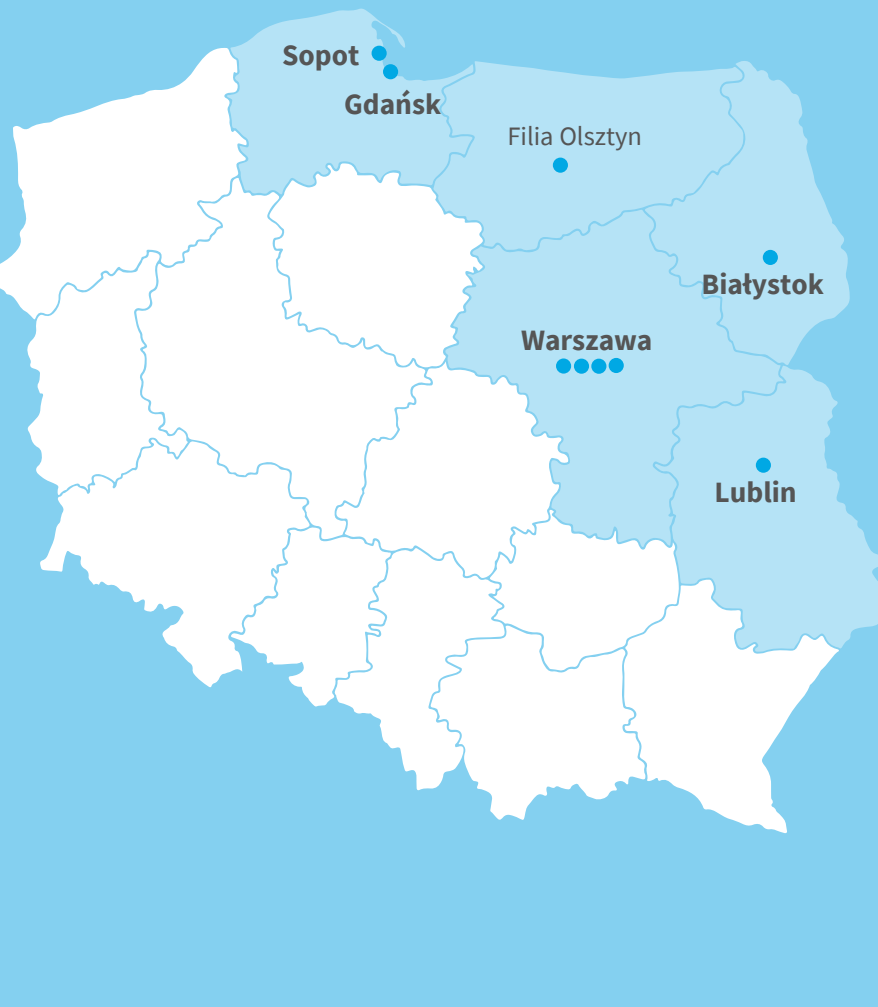 Sopot
Gdańsk
Filia Olsztyn
Białystok
Warszawa
Lublin